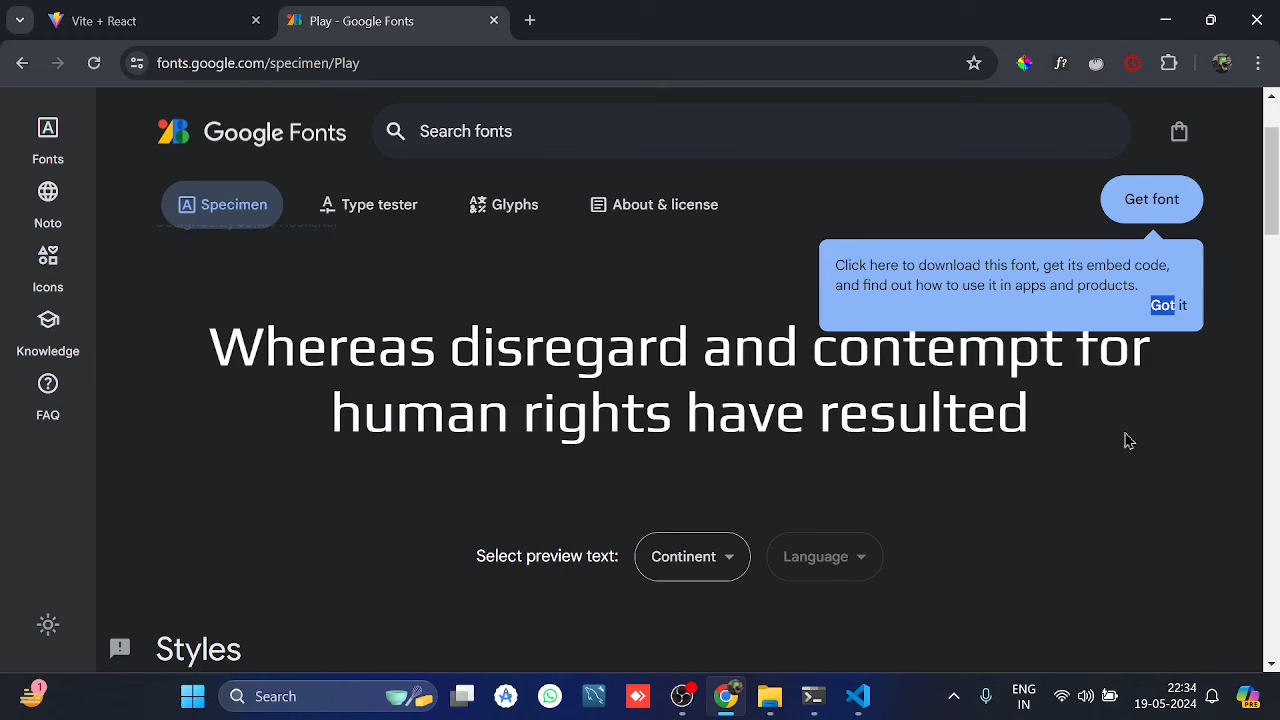 Vite + React
Play - Google Fonts
fonts.google.com/specimen/Play
f?
Fonts
Noto
Icons
Knowledge
FAQ
Google Fonts
Search fonts
Specimen
Type tester
Glyphs
About & license
Get font
Click here to download this font, get its embed code,
and find out how to use it in apps and products.
Got it
Whereas disregard and contempt for
human rights have resulted
Select preview text:
Continent
Language
Styles
1
Search
ENG
IN
22:34
19-05-2024
PRE